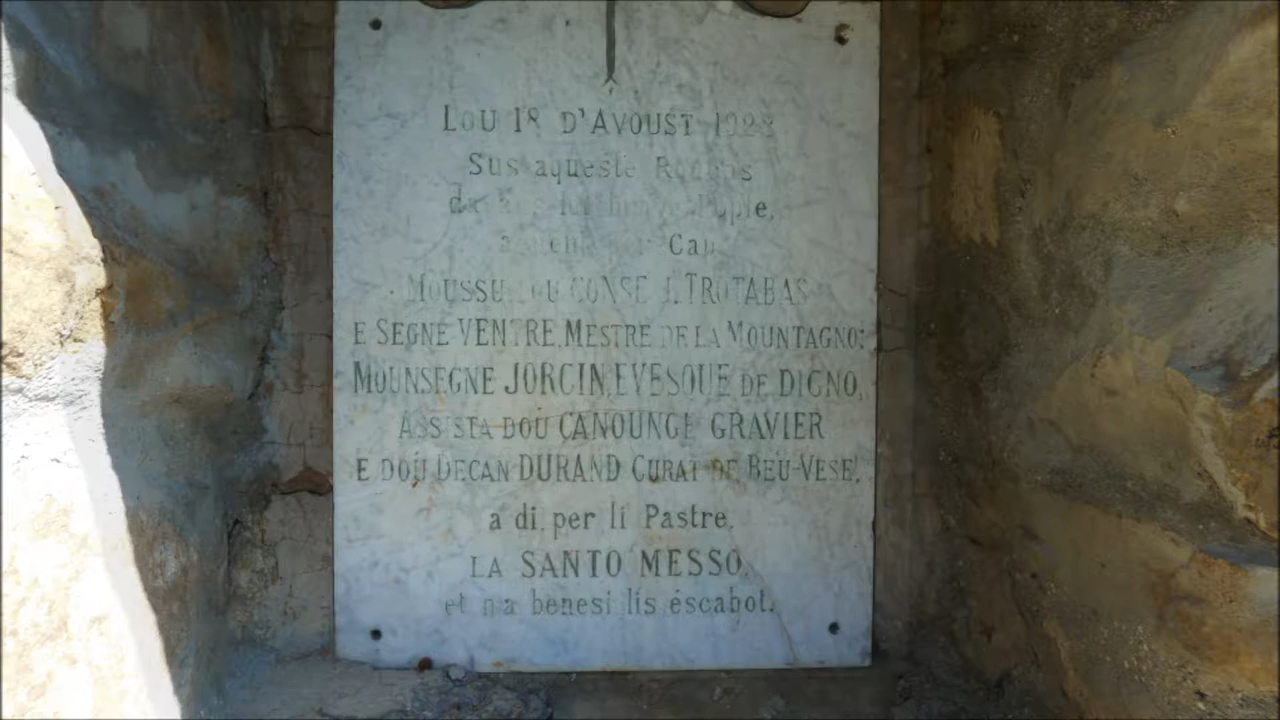 LOU 18 D'AVOUST 1928
Sus aqueste
Pople,
Cap
MOUSSU LOU CONSE J. TROTABAS
E SEGNE VENTRE, MESTRE DE LA MOUNTAGNO;
MOUNSEGNE JORCIN, EVESQUE DE DIGNO,
ASSISTA DOU CANOUNGE GRAVIER
E DOU DECAN DURAND CURAT DE BEU-VESE,
a di, per li Pastre,
LA SANTO MESSO,
et n'a benesi lis escabot.